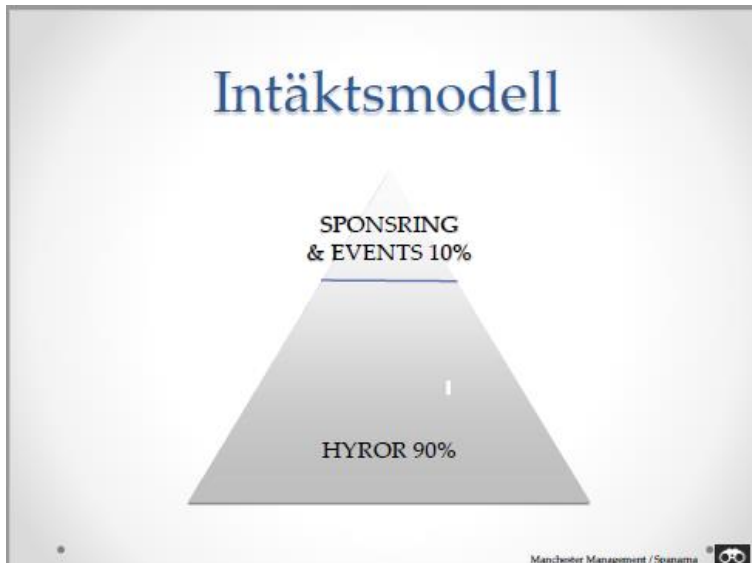 Intäktsmodell
SPONSRING
& EVENTS 10%
HYROR 90%
Manchester Management / Spanarna